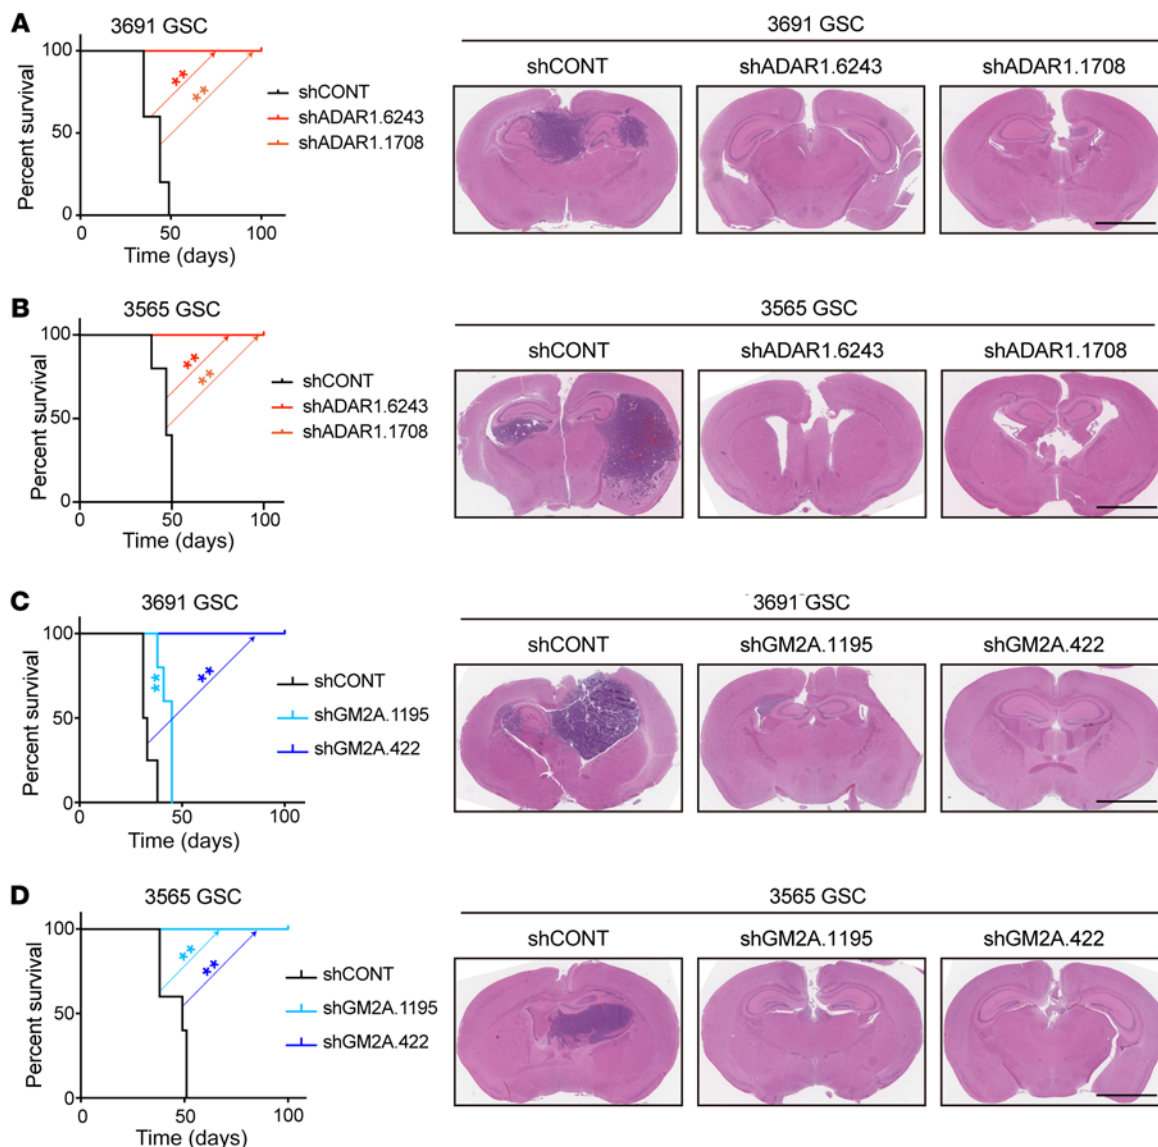 A
3691 GSC
Percent survival
100
50
0
0 50 100
Time (days)
shCONT
shADAR1.6243
shADAR1.1708
**
**
3691 GSC
shCONT shADAR1.6243 shADAR1.1708
B
3565 GSC
Percent survival
100
50
0
0 50 100
Time (days)
shCONT
shADAR1.6243
shADAR1.1708
**
**
3565 GSC
shCONT shADAR1.6243 shADAR1.1708
C
3691 GSC
Percent survival
100
50
0
0 50 100
Time (days)
shCONT
shGM2A.1195
shGM2A.422
**
**
3691 GSC
shCONT shGM2A.1195 shGM2A.422
D
3565 GSC
Percent survival
100
50
0
0 50 100
Time (days)
shCONT
shGM2A.1195
shGM2A.422
**
**
3565 GSC
shCONT shGM2A.1195 shGM2A.422